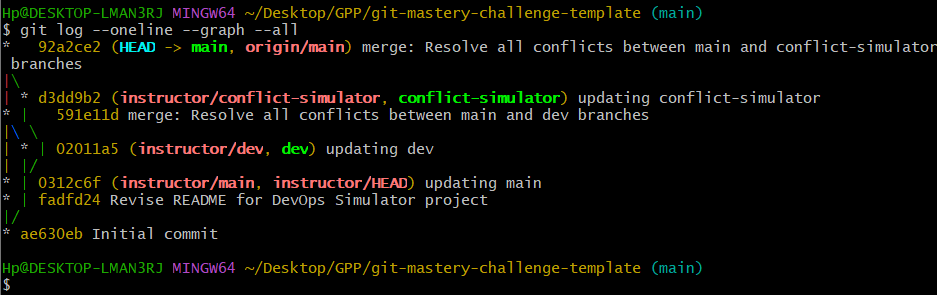 Hp@DESKTOP-LMAN3RJ MINGW64 ~/Desktop/GPP/git-mastery-challenge-template (main)
$ git log --oneline --graph --all
*   92a2ce2 (HEAD -> main, origin/main) merge: Resolve all conflicts between main and conflict-simulator
 branches
|\
| * d3dd9b2 (instructor/conflict-simulator, conflict-simulator) updating conflict-simulator
* |   591e11d merge: Resolve all conflicts between main and dev branches
|\ \
| * | 02011a5 (instructor/dev, dev) updating dev
| |/
* | 0312c6f (instructor/main, instructor/HEAD) updating main
* | fadfd24 Revise README for DevOps Simulator project
|/
* ae630eb Initial commit
Hp@DESKTOP-LMAN3RJ MINGW64 ~/Desktop/GPP/git-mastery-challenge-template (main)
$